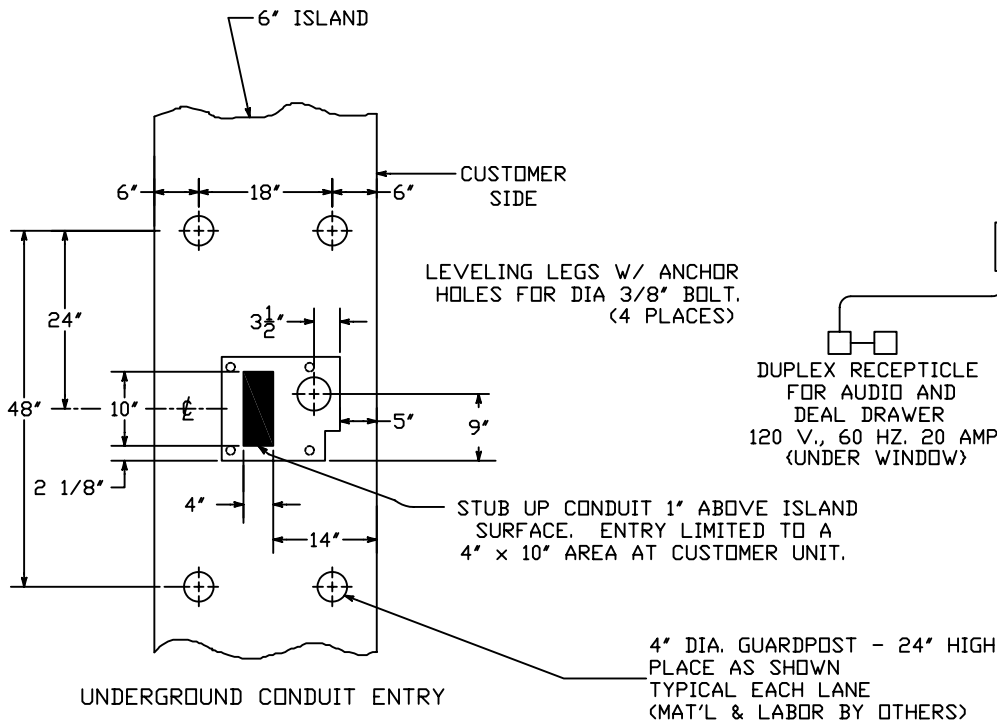 6" ISLAND
CUSTOMER
SIDE
6"
18"
6"
LEVELING LEGS W/ ANCHOR
HOLES FOR DIA 3/8" BOLT.
(4 PLACES)
24"
3 1/2"
DUPLEX RECEPTICLE
FOR AUDIO AND
DEAL DRAWER
120 V., 60 HZ. 20 AMP
(UNDER WINDOW)
48"
10"
℄
5"
9"
2 1/8"
4"
STUB UP CONDUIT 1" ABOVE ISLAND
SURFACE. ENTRY LIMITED TO A
4" x 10" AREA AT CUSTOMER UNIT.
14"
4" DIA. GUARDPOST - 24" HIGH
PLACE AS SHOWN
TYPICAL EACH LANE
(MAT'L & LABOR BY OTHERS)
UNDERGROUND CONDUIT ENTRY